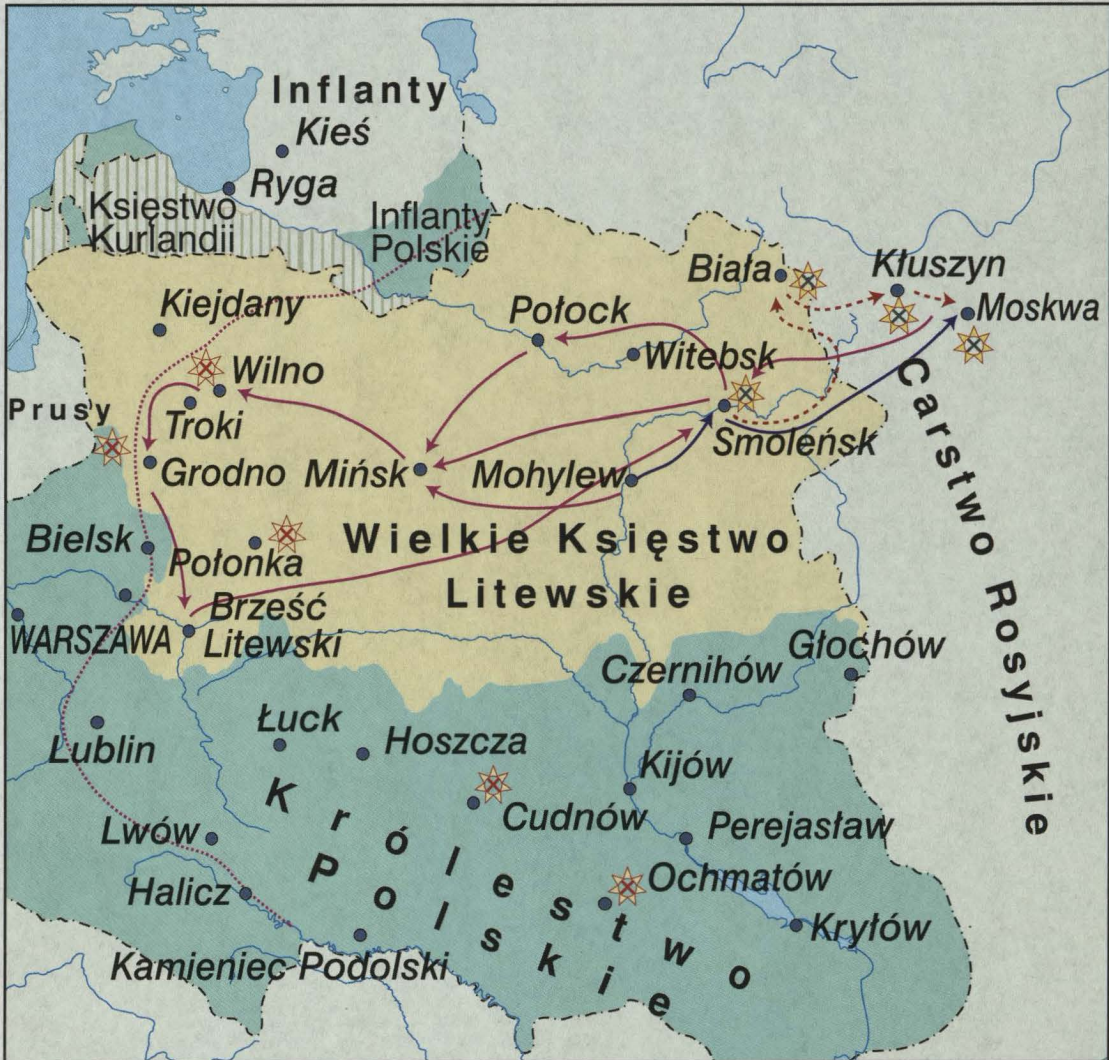 Inflanty
Kieś
Ryga
Księstwo
Kurlandii
Inflanty
Polskie
Biała
Kłuszyn
Moskwa
Kiejdany
Połock
Witebsk
Wilno
Prusy
Troki
Smoleńsk
Grodno
Mińsk
Mohylew
Carstwo Rosyjskie
Bielsk
Połonka
Wielkie Księstwo
Litewskie
WARSZAWA
Brześć
Litewski
Czernihów
Głochów
Łuck
Hoszcza
Lublin
Kijów
Cudnów
Lwów
Perejasław
Królestwo
Polskie
Halicz
Ochmatów
Kryłów
Kamieniec-Podolski